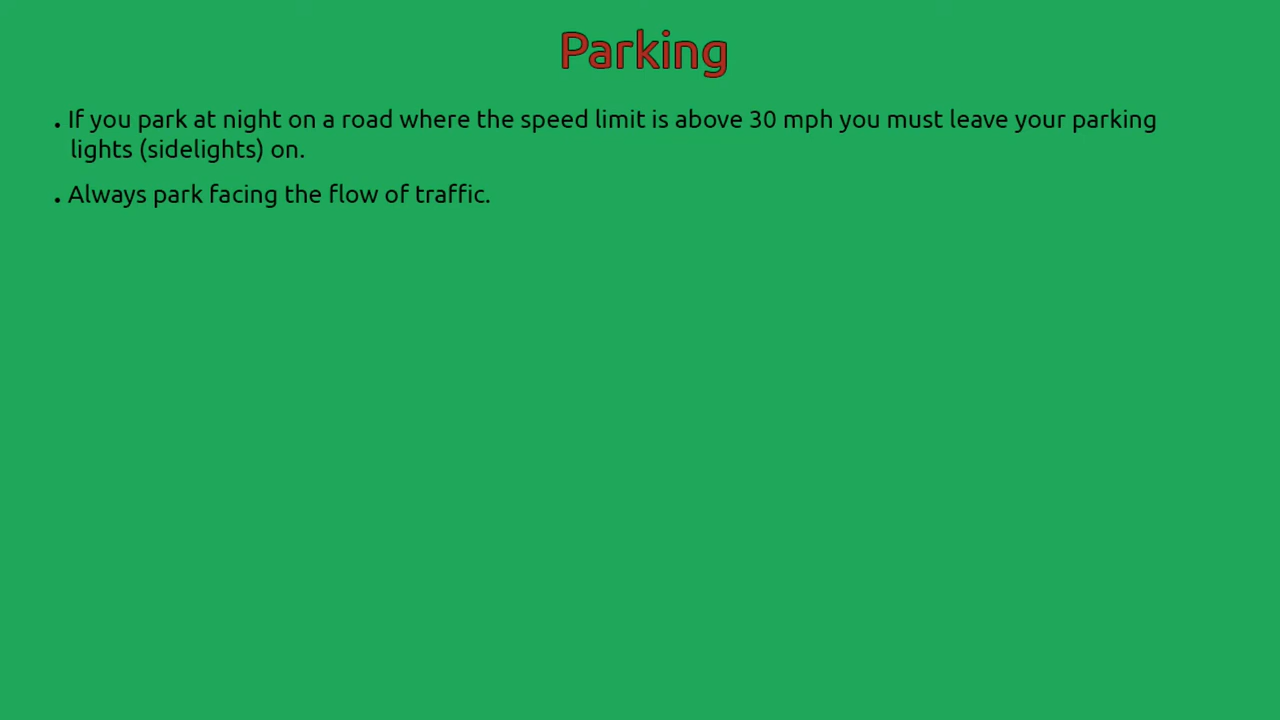 Parking
. If you park at night on a road where the speed limit is above 30 mph you must leave your parking
lights (sidelights) on.
. Always park facing the flow of traffic.